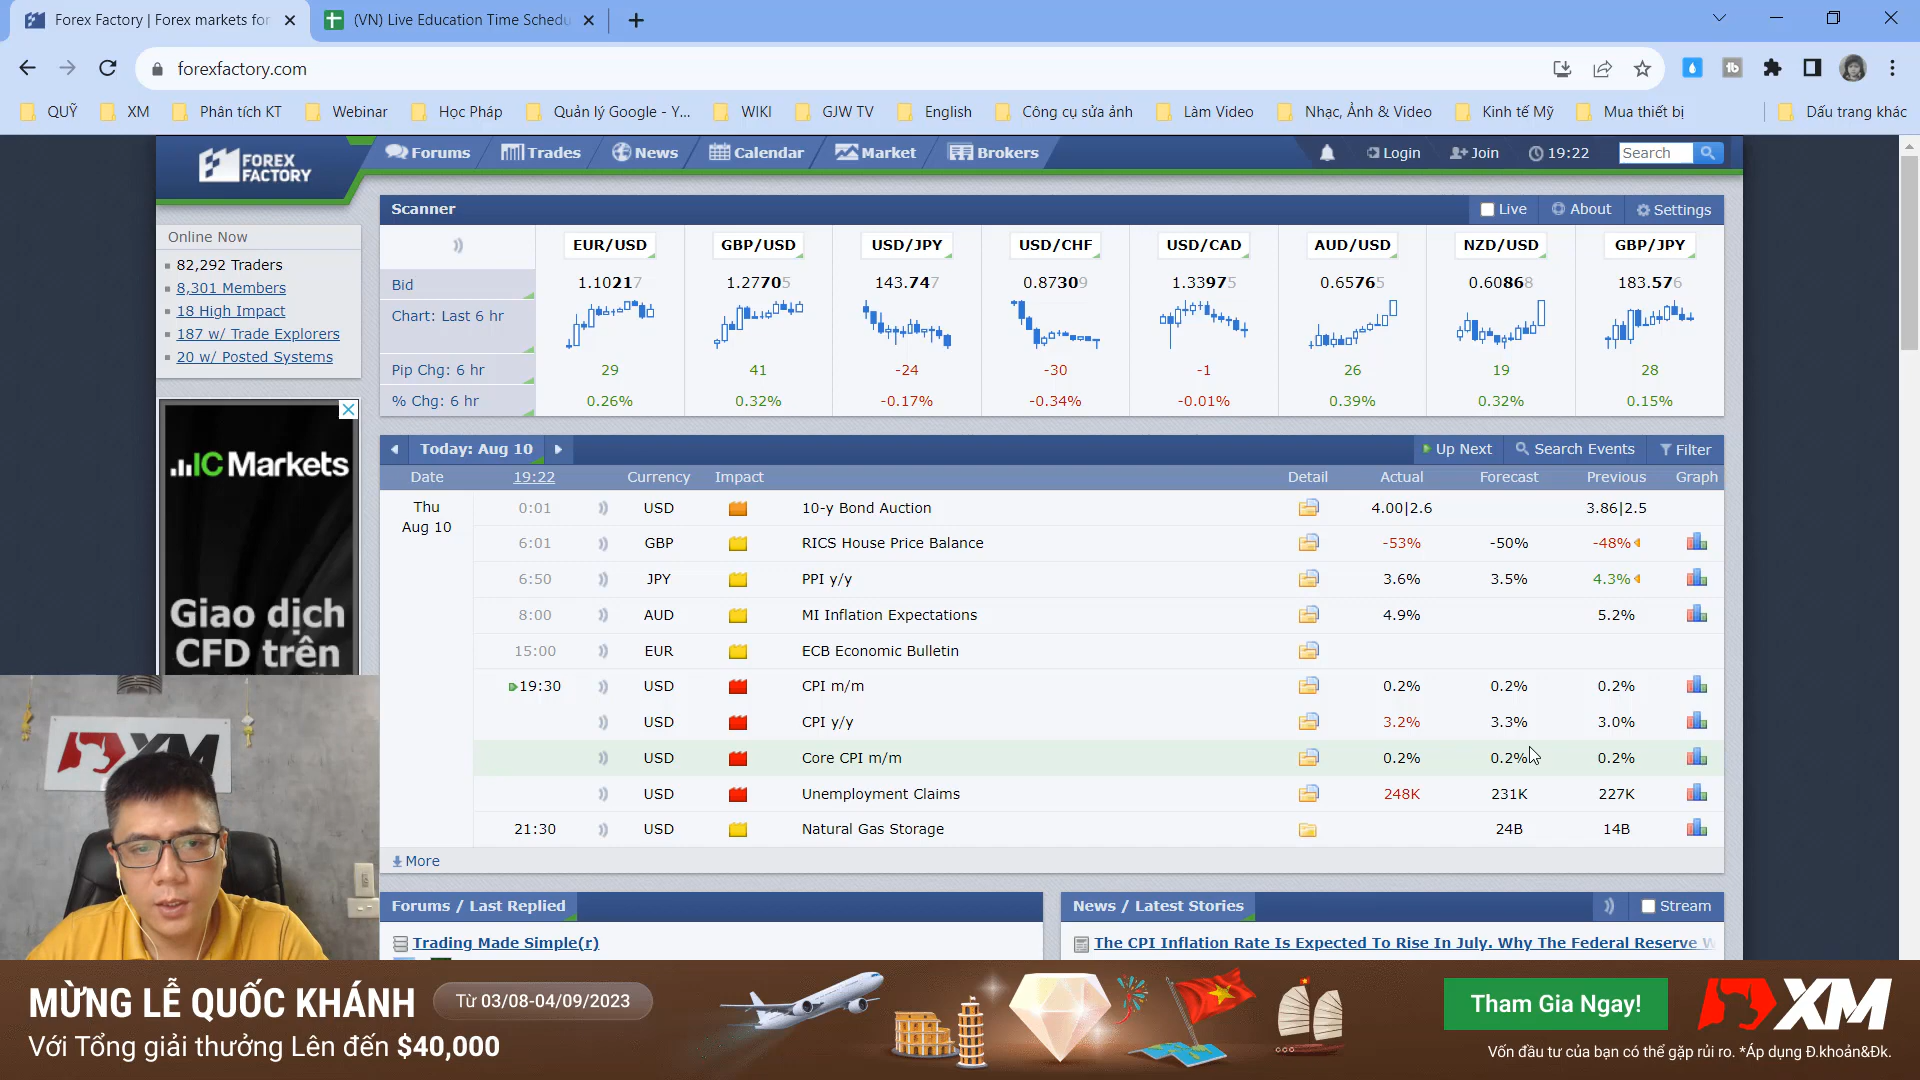 Forex Factory | Forex markets for
(VN) Live Education Time Schedu
forexfactory.com
QUỸ
XM
Phân tích KT
Webinar
Học Pháp
Quản lý Google - Y...
WIKI
GJW TV
English
Công cụ sửa ảnh
Làm Video
Nhạc, Ảnh & Video
Kinh tế Mỹ
Mua thiết bị
Dấu trang khác
FOREX FACTORY
Forums
Trades
News
Calendar
Market
Brokers
Login
Join
19:22
Search
Online Now
82,292 Traders
8,301 Members
18 High Impact
187 w/ Trade Explorers
20 w/ Posted Systems
Scanner
Live
About
Settings
EUR/USD GBP/USD USD/JPY USD/CHF USD/CAD AUD/USD NZD/USD GBP/JPY
Bid 1.10217 1.27705 143.747 0.87309 1.33975 0.65765 0.60868 183.576
Chart: Last 6 hr
Pip Chg: 6 hr 29 41 -24 -30 -1 26 19 28
% Chg: 6 hr 0.26% 0.32% -0.17% -0.34% -0.01% 0.39% 0.32% 0.15%
IC Markets
Giao dịch
CFD trên
Today: Aug 10
Up Next
Search Events
Filter
Date 19:22 Currency Impact Detail Actual Forecast Previous Graph
Thu
Aug 10
0:01 USD 10-y Bond Auction 4.00|2.6 3.86|2.5
6:01 GBP RICS House Price Balance -53% -50% -48%
6:50 JPY PPI y/y 3.6% 3.5% 4.3%
8:00 AUD MI Inflation Expectations 4.9% 5.2%
15:00 EUR ECB Economic Bulletin
19:30 USD CPI m/m 0.2% 0.2% 0.2%
USD CPI y/y 3.2% 3.3% 3.0%
USD Core CPI m/m 0.2% 0.2% 0.2%
USD Unemployment Claims 248K 231K 227K
21:30 USD Natural Gas Storage 24B 14B
More
Forums / Last Replied
Trading Made Simple(r)
News / Latest Stories
Stream
The CPI Inflation Rate Is Expected To Rise In July. Why The Federal Reserve W
XM
MỪNG LỄ QUỐC KHÁNH
Từ 03/08-04/09/2023
Với Tổng giải thưởng Lên đến $40,000
Tham Gia Ngay!
XM
Vốn đầu tư của bạn có thể gặp rủi ro. *Áp dụng Đ.khoản&Đk.